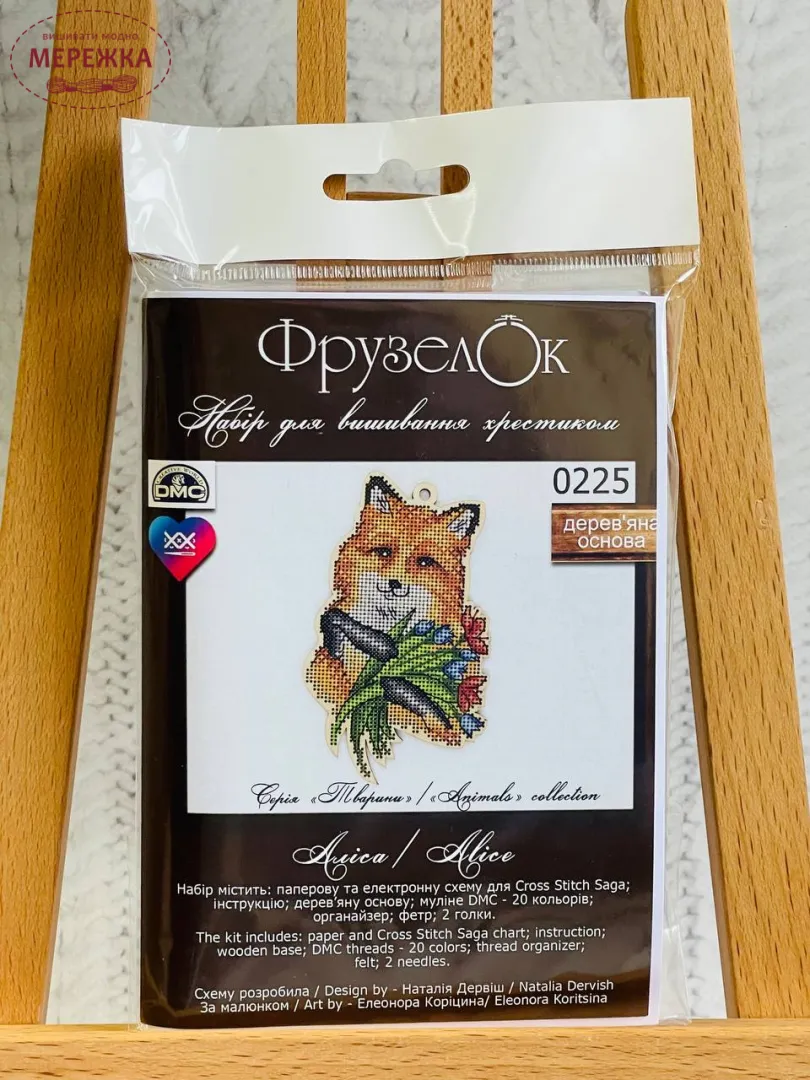 вишивати модно
МЕРЕЖКА
ФрузелОк
Набір для вишивання хрестиком
DMC
0225
дерев'яна
основа
Серія «Тварини» / «Animals» collection
Аліса / Alice
Набір містить: паперову та електронну схему для Cross Stitch Saga;
інструкцію; дерев'яну основу; муліне DMC - 20 кольорів;
органайзер; фетр; 2 голки.
The kit includes: paper and Cross Stitch Saga chart; instruction;
wooden base; DMC threads - 20 colors; thread organizer;
felt; 2 needles.
Схему розробила / Design by - Наталія Дервіш / Natalia Dervish
За малюнком / Art by - Елеонора Коріцина/ Eleonora Koritsina